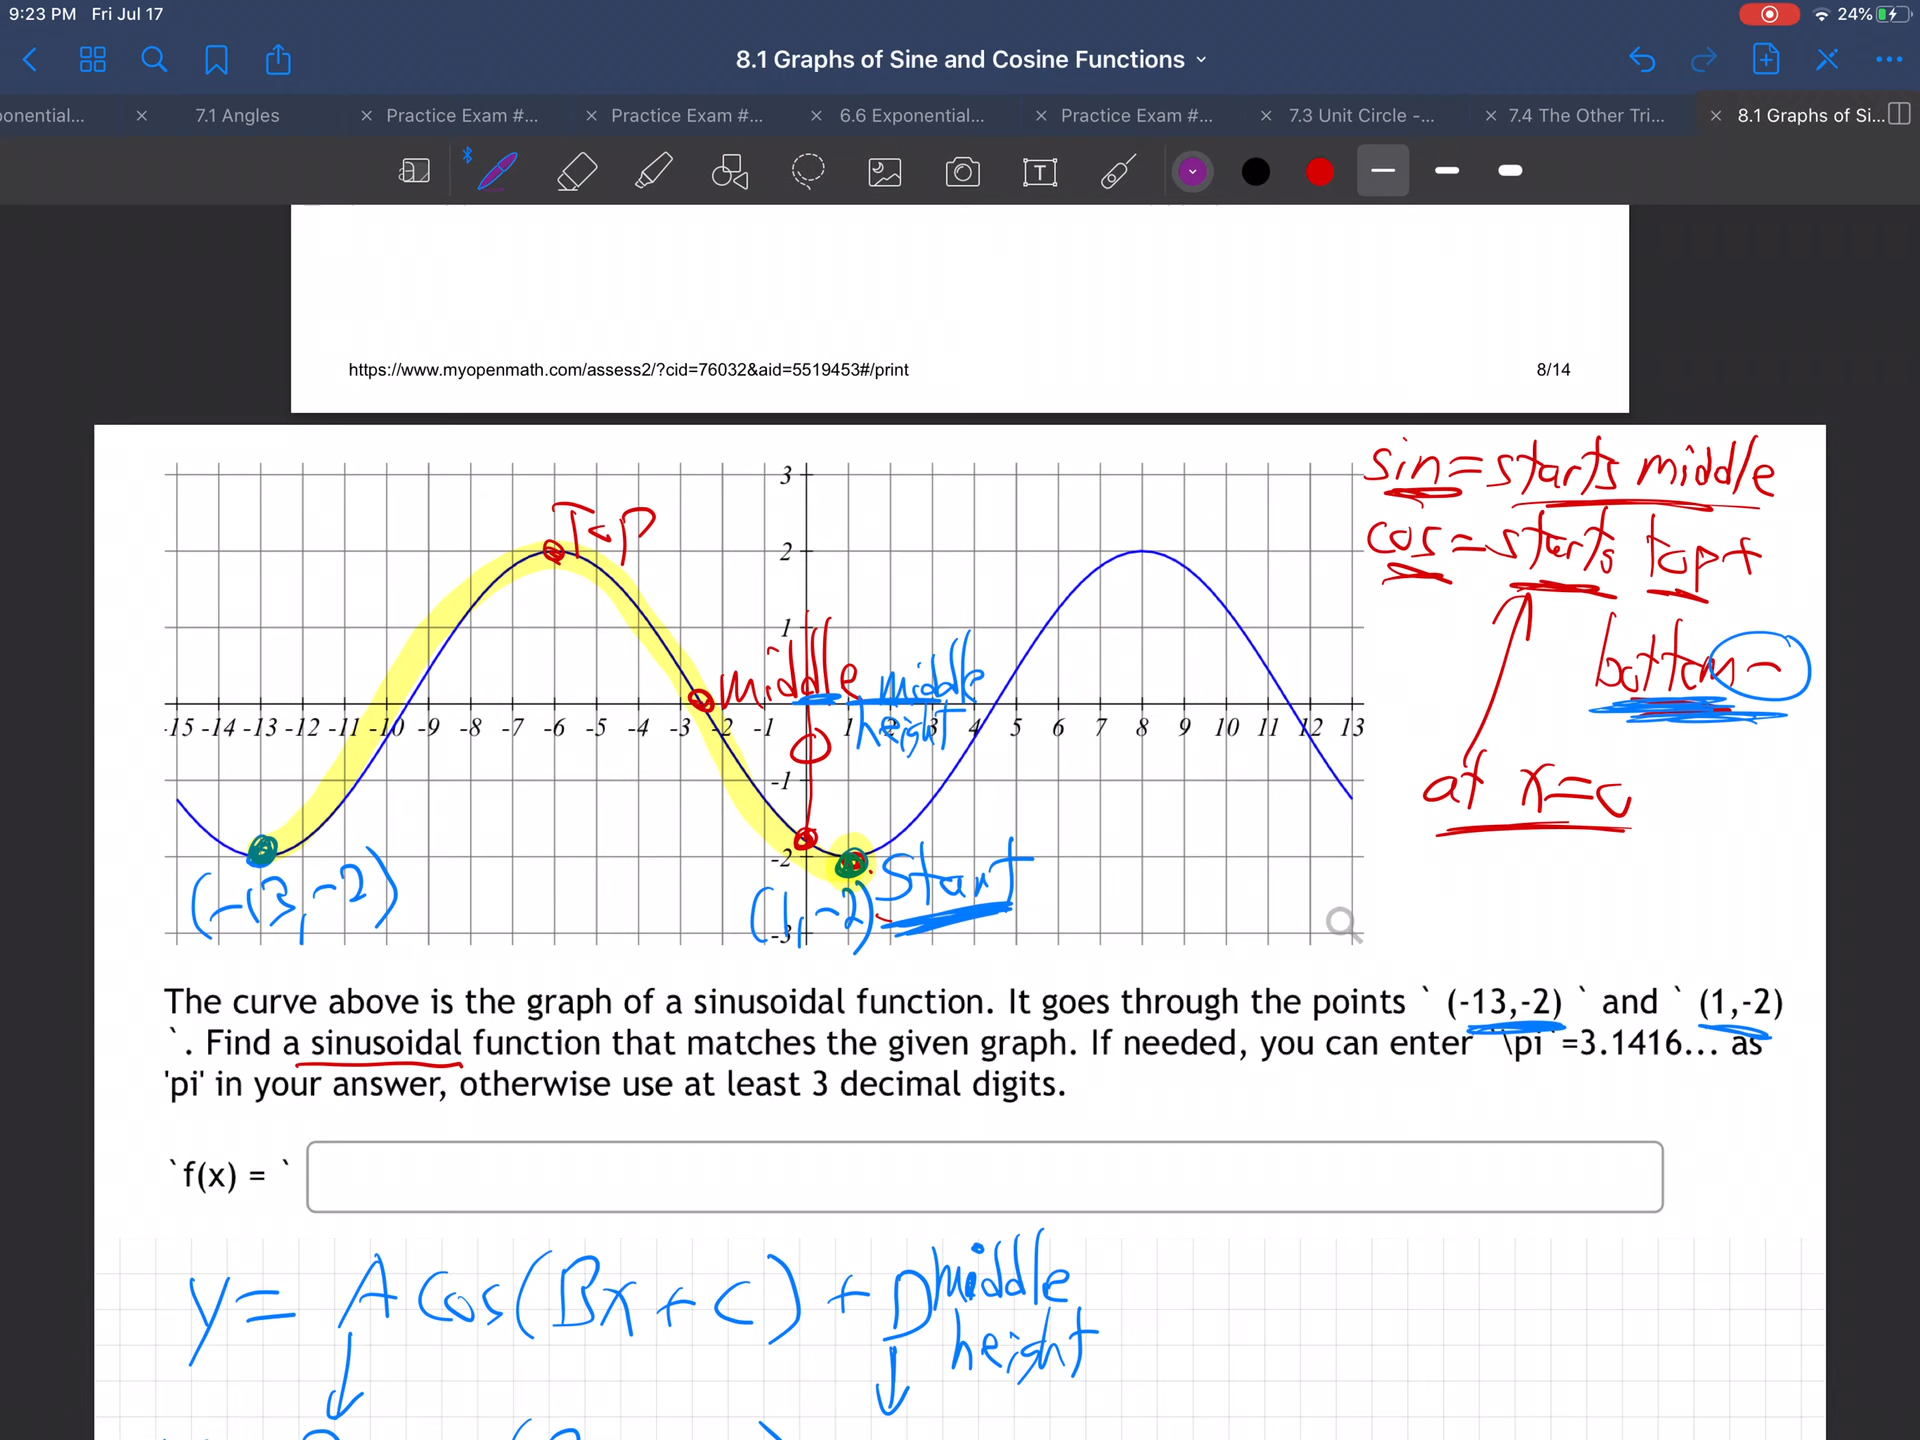 9:23 PM Fri Jul 17
24%
8.1 Graphs of Sine and Cosine Functions
onential...
7.1 Angles
Practice Exam #...
Practice Exam #...
6.6 Exponential...
Practice Exam #...
7.3 Unit Circle -...
7.4 The Other Tri...
8.1 Graphs of Si...
T
https://www.myopenmath.com/assess2/?cid=76032&aid=5519453#/print
8/14
sin=starts middle
cos=starts top+
bottom-
at x=c
3
2
1
-1
-2
-3
Top
middle
middle
height
-15 -14 -13 -12 -11 -10 -9 -8 -7 -6 -5 -4 -3 -2 -1 1 2 3 4 5 6 7 8 9 10 11 12 13
(-13,-2)
(1,-2)
Start
The curve above is the graph of a sinusoidal function. It goes through the points ` (-13,-2) ` and ` (1,-2)
`. Find a sinusoidal function that matches the given graph. If needed, you can enter `\pi`=3.1416... as
'pi' in your answer, otherwise use at least 3 decimal digits.
`f(x) = `
y= A cos(Bx+C) + D middle
height